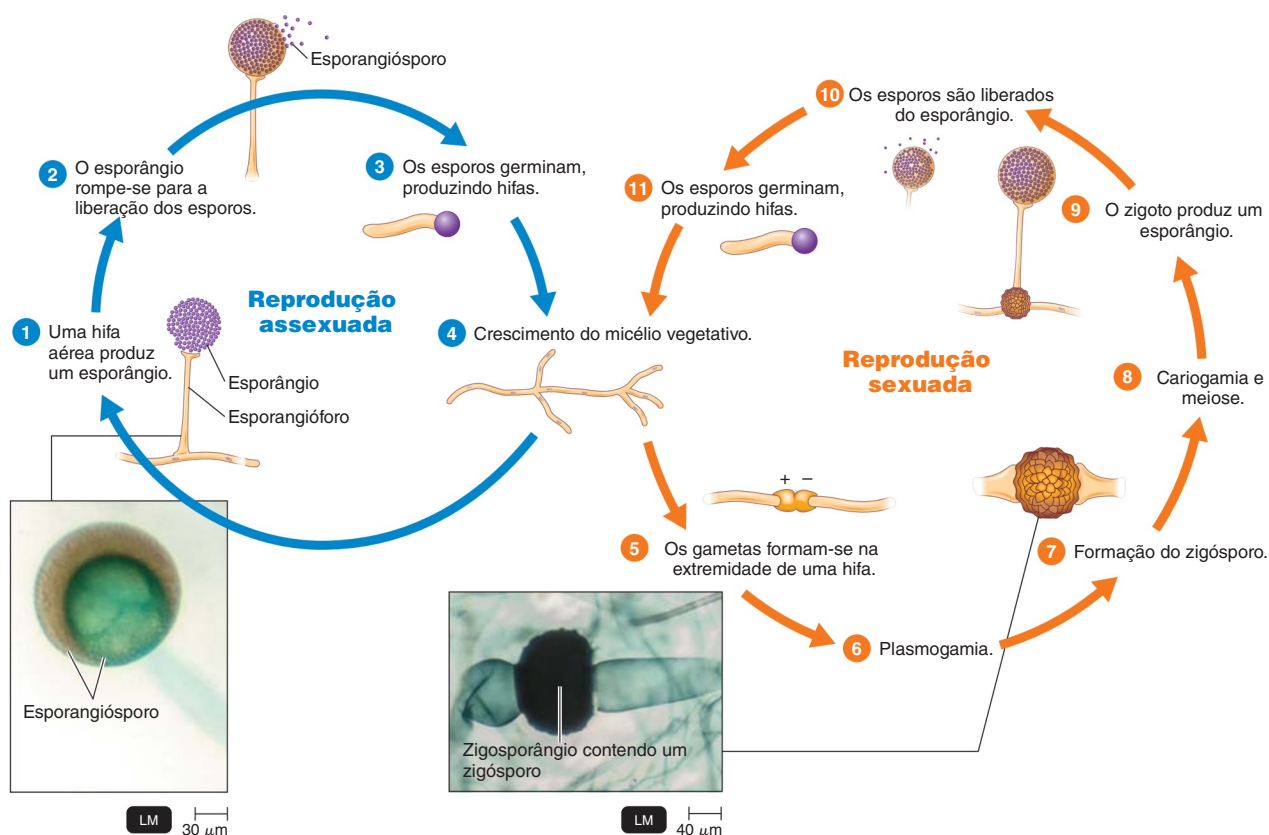 Esporangiósporo
2 O esporângio
rompe-se para a
liberação dos esporos.
3 Os esporos germinam,
produzindo hifas.
Reprodução
assexuada
1 Uma hifa
aérea produz
um esporângio.
Esporângio
Esporangióforo
4 Crescimento do micélio vegetativo.
10 Os esporos são liberados
do esporângio.
11 Os esporos germinam,
produzindo hifas.
9 O zigoto produz um
esporângio.
Reprodução
sexuada
8 Cariogamia e
meiose.
+ −
5 Os gametas formam-se na
extremidade de uma hifa.
7 Formação do zigósporo.
6 Plasmogamia.
Esporangiósporo
LM 30 μm
Zigosporângio contendo um
zigósporo
LM 40 μm